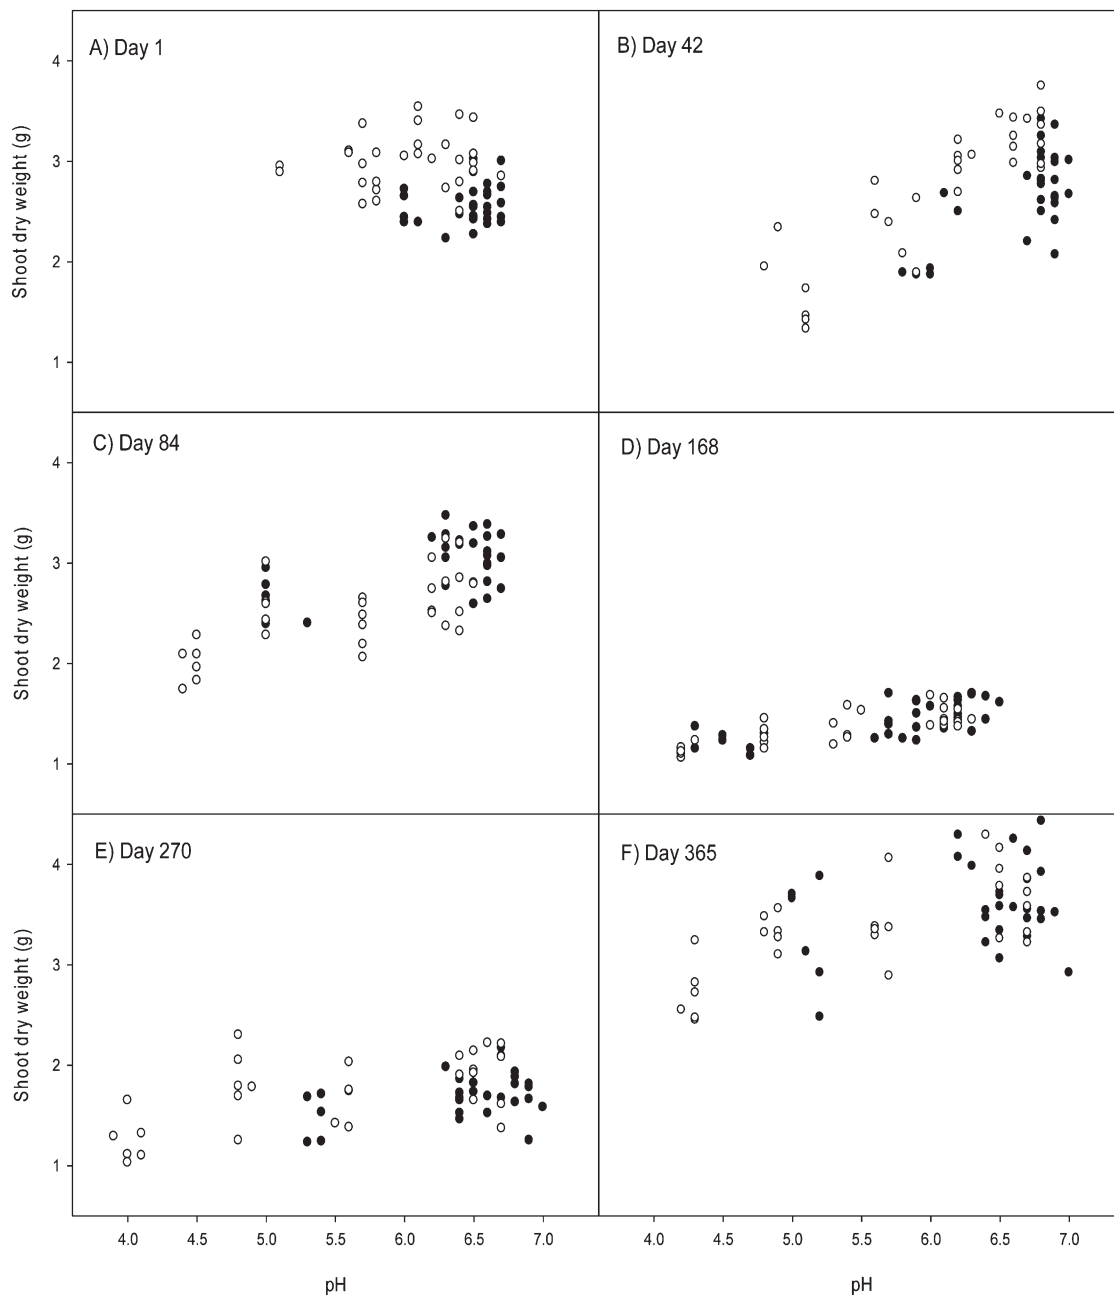 A) Day 1
B) Day 42
4
3
2
1
Shoot dry weight (g)
C) Day 84
D) Day 168
4
3
2
1
Shoot dry weight (g)
E) Day 270
F) Day 365
4
3
2
1
Shoot dry weight (g)
4.0 4.5 5.0 5.5 6.0 6.5 7.0
4.0 4.5 5.0 5.5 6.0 6.5 7.0
pH
pH